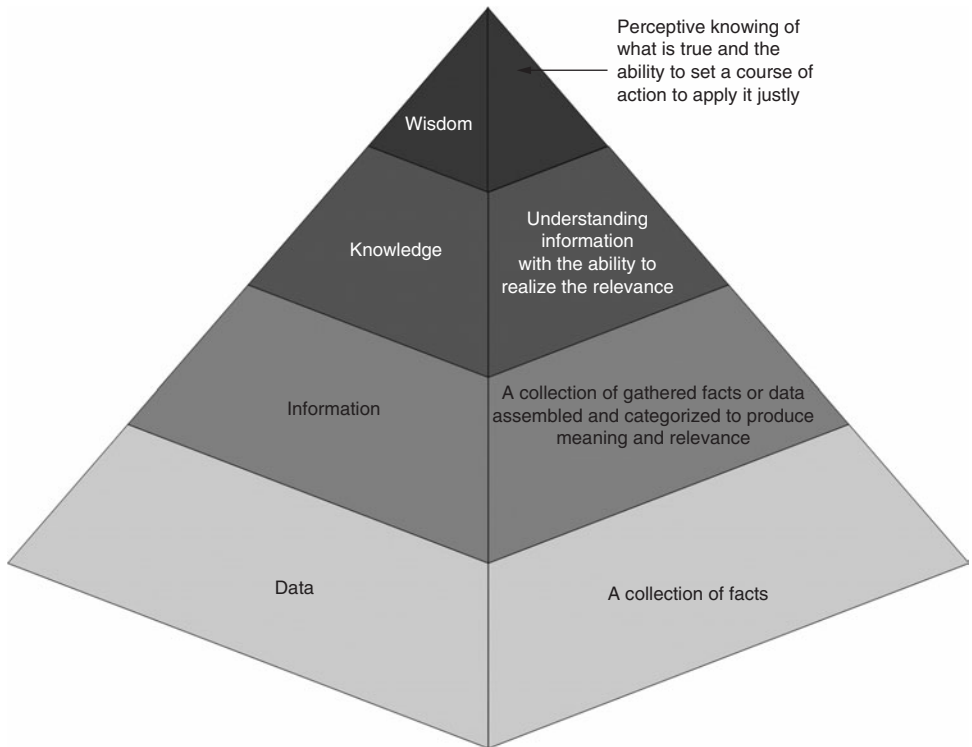 Perceptive knowing of
what is true and the
ability to set a course of
action to apply it justly
Wisdom
Knowledge
Understanding
information
with the ability to
realize the relevance
Information
A collection of gathered facts or data
assembled and categorized to produce
meaning and relevance
Data
A collection of facts